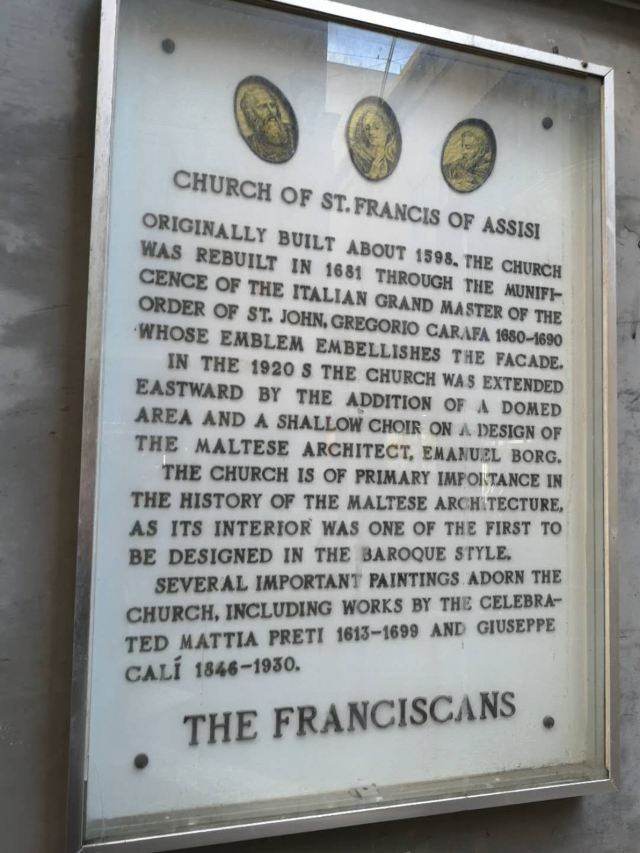 CHURCH OF ST. FRANCIS OF ASSISI
ORIGINALLY BUILT ABOUT 1598. THE CHURCH
WAS REBUILT IN 1681 THROUGH THE MUNIFI-
CENCE OF THE ITALIAN GRAND MASTER OF THE
ORDER OF ST. JOHN, GREGORIO CARAFA 1680-1690
WHOSE EMBLEM EMBELLISHES THE FACADE.
IN THE 1920 S THE CHURCH WAS EXTENDED
EASTWARD BY THE ADDITION OF A DOMED
AREA AND A SHALLOW CHOIR ON A DESIGN OF
THE MALTESE ARCHITECT, EMANUEL BORG.
THE CHURCH IS OF PRIMARY IMPORTANCE IN
THE HISTORY OF THE MALTESE ARCHITECTURE,
AS ITS INTERIOR WAS ONE OF THE FIRST TO
BE DESIGNED IN THE BAROQUE STYLE.
SEVERAL IMPORTANT PAINTINGS ADORN THE
CHURCH, INCLUDING WORKS BY THE CELEBRA-
TED MATTIA PRETI 1613-1699 AND GIUSEPPE
CALÍ 1846-1930.
THE FRANCISCANS